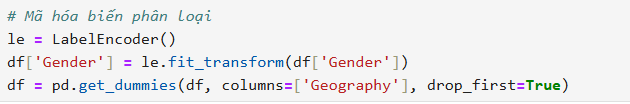 # Mã hóa biến phân loại
le = LabelEncoder()
df['Gender'] = le.fit_transform(df['Gender'])
df = pd.get_dummies(df, columns=['Geography'], drop_first=True)